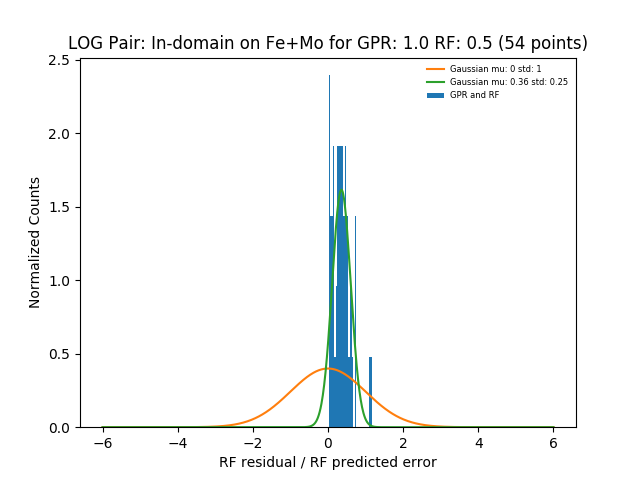 LOG Pair: In-domain on Fe+Mo for GPR: 1.0 RF: 0.5 (54 points)
Gaussian mu: 0 std: 1
Gaussian mu: 0.36 std: 0.25
GPR and RF
Normalized Counts
2.5
2.0
1.5
1.0
0.5
0.0
−6 −4 −2 0 2 4 6
RF residual / RF predicted error